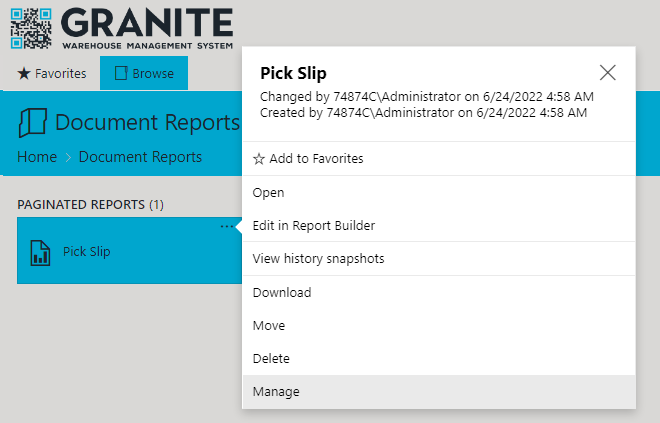 GRANITE
WAREHOUSE MANAGEMENT SYSTEM
★ Favorites
Browse
Document Reports
Home > Document Reports
PAGINATED REPORTS (1)
...
Pick Slip
Pick Slip
Changed by 74874C\Administrator on 6/24/2022 4:58 AM
Created by 74874C\Administrator on 6/24/2022 4:58 AM
☆ Add to Favorites
Open
Edit in Report Builder
View history snapshots
Download
Move
Delete
Manage